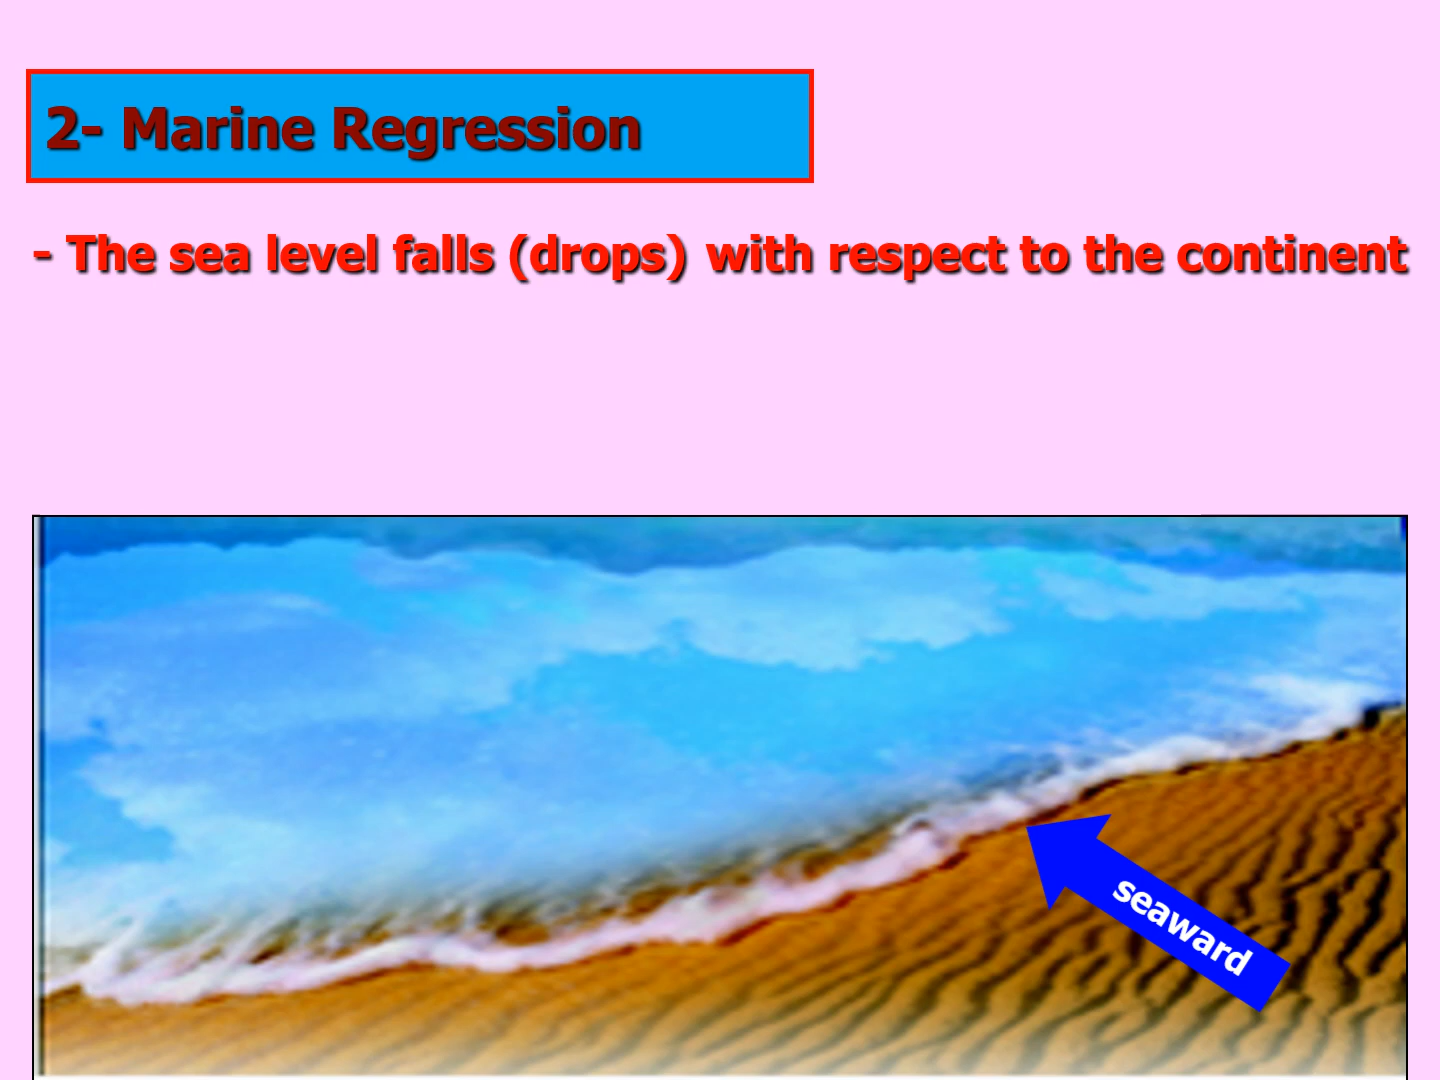 2- Marine Regression
- The sea level falls (drops) with respect to the continent
seaward